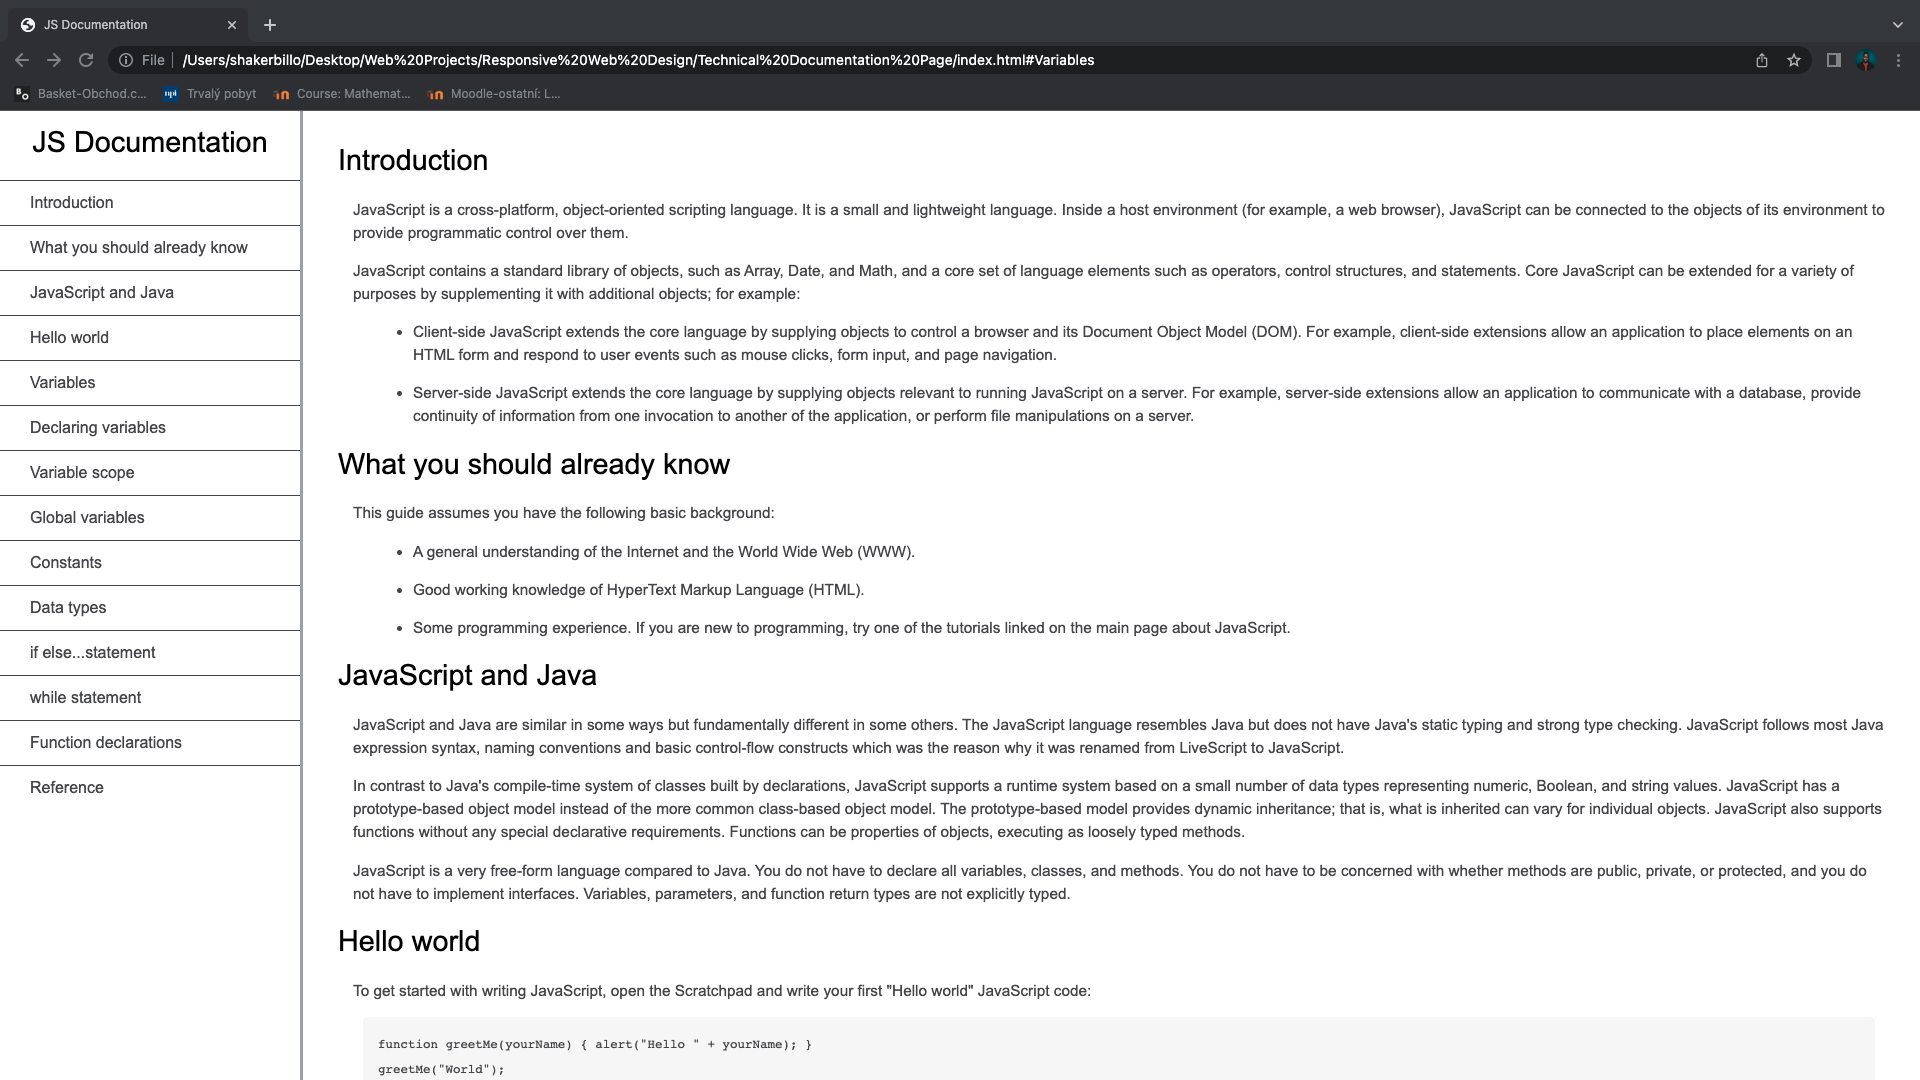 JS Documentation
File
/Users/shakerbillo/Desktop/Web%20Projects/Responsive%20Web%20Design/Technical%20Documentation%20Page/index.html#Variables
Basket-Obchod.c...
Trvalý pobyt
Course: Mathemat...
Moodle-ostatní: L...
JS Documentation
Introduction
What you should already know
JavaScript and Java
Hello world
Variables
Declaring variables
Variable scope
Global variables
Constants
Data types
if else...statement
while statement
Function declarations
Reference
Introduction
JavaScript is a cross-platform, object-oriented scripting language. It is a small and lightweight language. Inside a host environment (for example, a web browser), JavaScript can be connected to the objects of its environment to
provide programmatic control over them.
JavaScript contains a standard library of objects, such as Array, Date, and Math, and a core set of language elements such as operators, control structures, and statements. Core JavaScript can be extended for a variety of
purposes by supplementing it with additional objects; for example:
• Client-side JavaScript extends the core language by supplying objects to control a browser and its Document Object Model (DOM). For example, client-side extensions allow an application to place elements on an
HTML form and respond to user events such as mouse clicks, form input, and page navigation.
• Server-side JavaScript extends the core language by supplying objects relevant to running JavaScript on a server. For example, server-side extensions allow an application to communicate with a database, provide
continuity of information from one invocation to another of the application, or perform file manipulations on a server.
What you should already know
This guide assumes you have the following basic background:
• A general understanding of the Internet and the World Wide Web (WWW).
• Good working knowledge of HyperText Markup Language (HTML).
• Some programming experience. If you are new to programming, try one of the tutorials linked on the main page about JavaScript.
JavaScript and Java
JavaScript and Java are similar in some ways but fundamentally different in some others. The JavaScript language resembles Java but does not have Java's static typing and strong type checking. JavaScript follows most Java
expression syntax, naming conventions and basic control-flow constructs which was the reason why it was renamed from LiveScript to JavaScript.
In contrast to Java's compile-time system of classes built by declarations, JavaScript supports a runtime system based on a small number of data types representing numeric, Boolean, and string values. JavaScript has a
prototype-based object model instead of the more common class-based object model. The prototype-based model provides dynamic inheritance; that is, what is inherited can vary for individual objects. JavaScript also supports
functions without any special declarative requirements. Functions can be properties of objects, executing as loosely typed methods.
JavaScript is a very free-form language compared to Java. You do not have to declare all variables, classes, and methods. You do not have to be concerned with whether methods are public, private, or protected, and you do
not have to implement interfaces. Variables, parameters, and function return types are not explicitly typed.
Hello world
To get started with writing JavaScript, open the Scratchpad and write your first "Hello world" JavaScript code:
function greetMe(yourName) { alert("Hello " + yourName); }
greetMe("World");